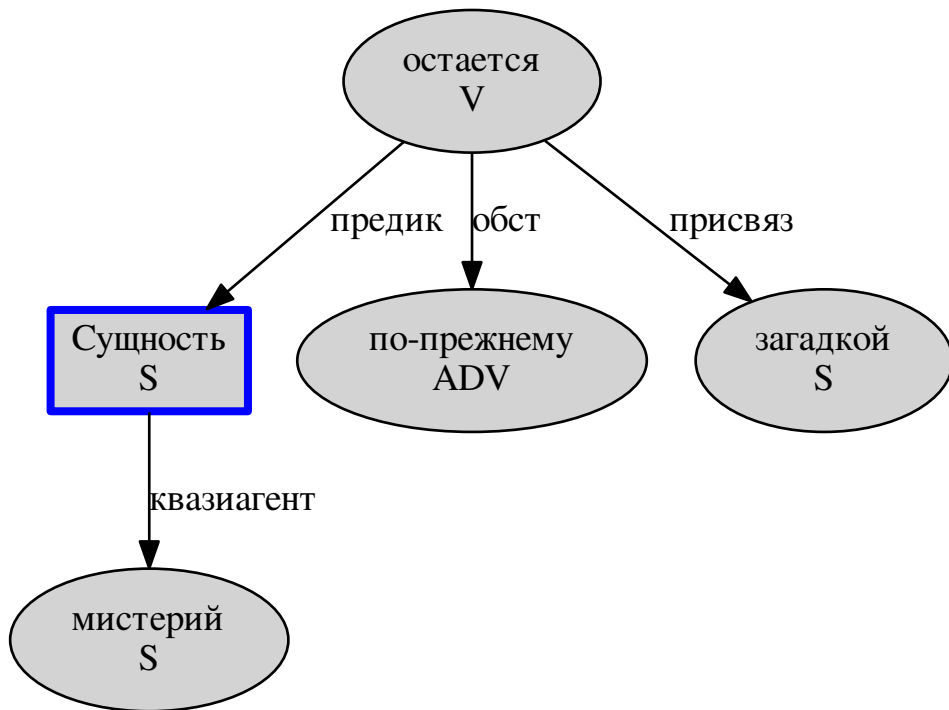 остается
V
предик
обст
присвяз
Сущность
S
по-прежнему
ADV
загадкой
S
квазиагент
мистерий
S